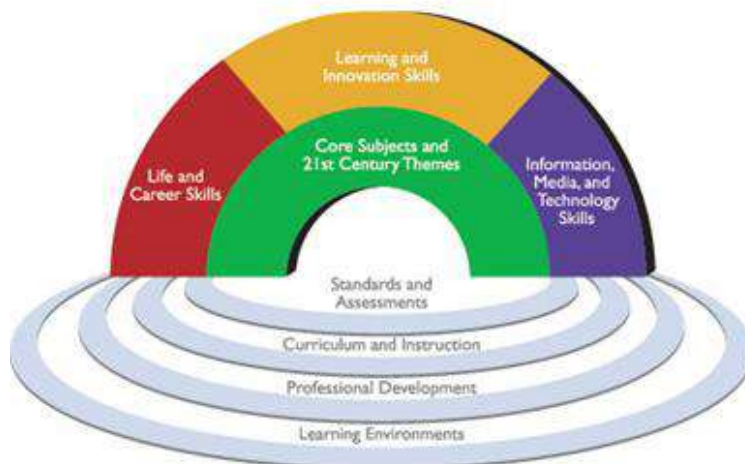 Learning and
Innovation Skills
Core Subjects and
21st Century Themes
Life and
Career Skills
Information,
Media, and
Technology
Skills
Standards and
Assessments
Curriculum and Instruction
Professional Development
Learning Environments